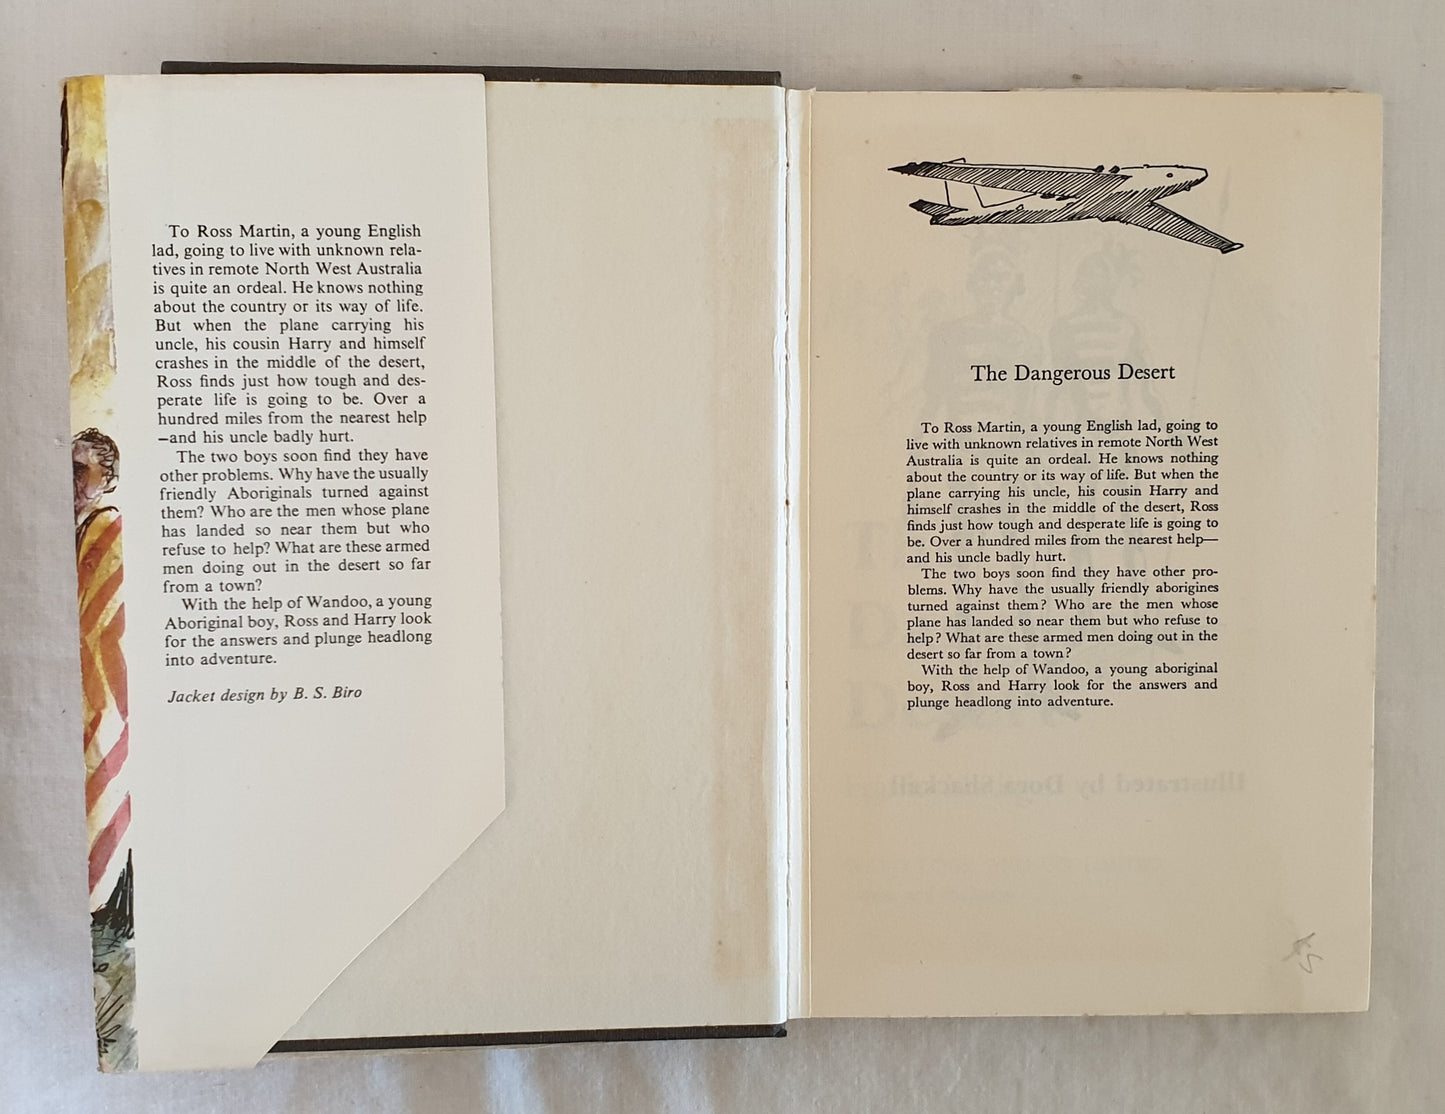 To Ross Martin, a young English
lad, going to live with unknown rela-
tives in remote North West Australia
is quite an ordeal. He knows nothing
about the country or its way of life.
But when the plane carrying his
uncle, his cousin Harry and himself
crashes in the middle of the desert,
Ross finds just how tough and des-
perate life is going to be. Over a
hundred miles from the nearest help
—and his uncle badly hurt.
The two boys soon find they have
other problems. Why have the usually
friendly Aboriginals turned against
them? Who are the men whose plane
has landed so near them but who
refuse to help? What are these armed
men doing out in the desert so far
from a town?
With the help of Wandoo, a young
Aboriginal boy, Ross and Harry look
for the answers and plunge headlong
into adventure.
Jacket design by B. S. Biro
The Dangerous Desert
To Ross Martin, a young English lad, going to
live with unknown relatives in remote North West
Australia is quite an ordeal. He knows nothing
about the country or its way of life. But when the
plane carrying his uncle, his cousin Harry and
himself crashes in the middle of the desert, Ross
finds just how tough and desperate life is going to
be. Over a hundred miles from the nearest help—
and his uncle badly hurt.
The two boys soon find they have other pro-
blems. Why have the usually friendly aborigines
turned against them? Who are the men whose
plane has landed so near them but who refuse to
help? What are these armed men doing out in the
desert so far from a town?
With the help of Wandoo, a young aboriginal
boy, Ross and Harry look for the answers and
plunge headlong into adventure.
Illustrated by Dora Shackell